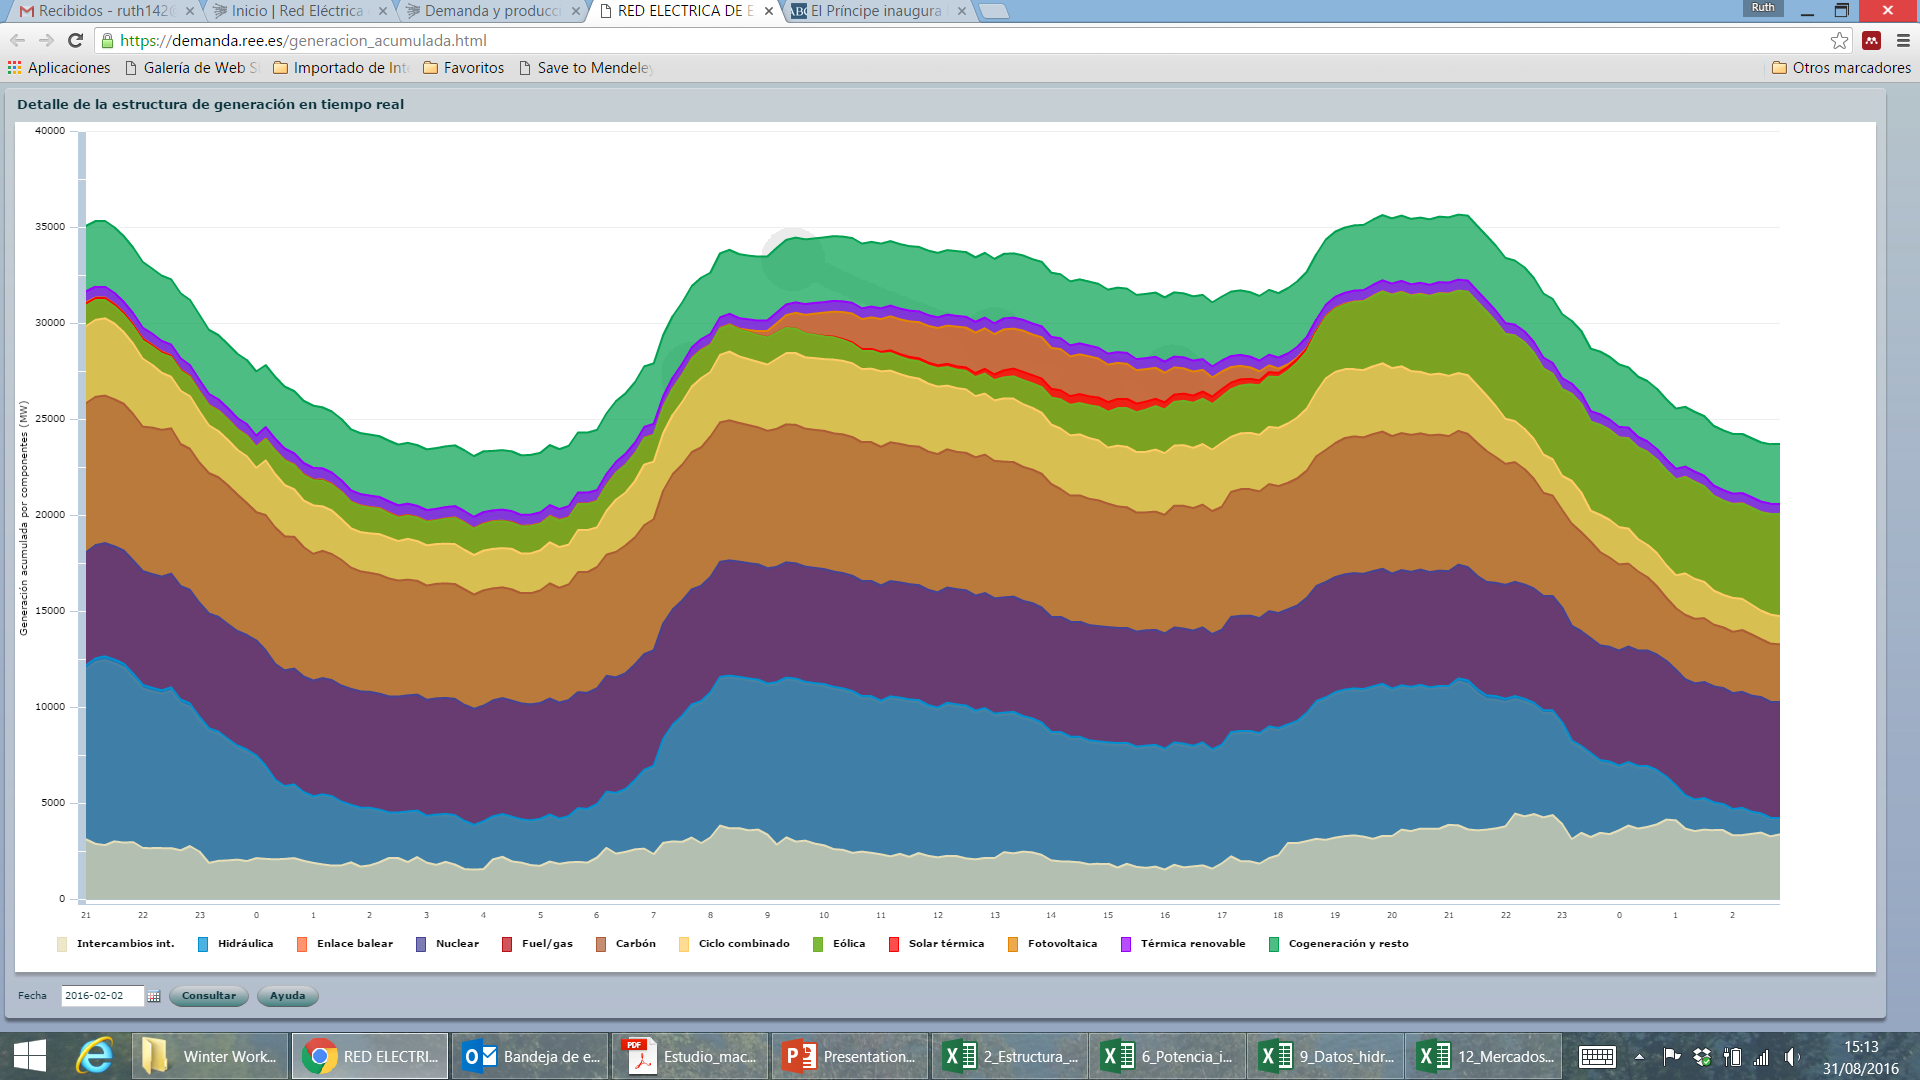 Recibidos - ruth142
Inicio | Red Eléctrica
Demanda y producc
RED ELECTRICA DE E
ABC El Príncipe inaugura
Ruth
https://demanda.ree.es/generacion_acumulada.html
Aplicaciones
Galería de Web S
Importado de Int
Favoritos
Save to Mendeley
Otros marcadores
Detalle de la estructura de generación en tiempo real
Generación acumulada por componentes (MW)
40000
35000
30000
25000
20000
15000
10000
5000
0
21 22 23 0 1 2 3 4 5 6 7 8 9 10 11 12 13 14 15 16 17 18 19 20 21 22 23 0 1 2
Intercambios int. Hidráulica Enlace balear Nuclear Fuel/gas Carbón Ciclo combinado Eólica Solar térmica Fotovoltaica Térmica renovable Cogeneración y resto
Fecha 2016-02-02 Consultar Ayuda
Winter Work...
RED ELECTRI...
Bandeja de e...
PDF Estudio_mac...
Presentation...
2_Estructura_...
6_Potencia_i...
9_Datos_hidr...
12_Mercados...
15:13
31/08/2016